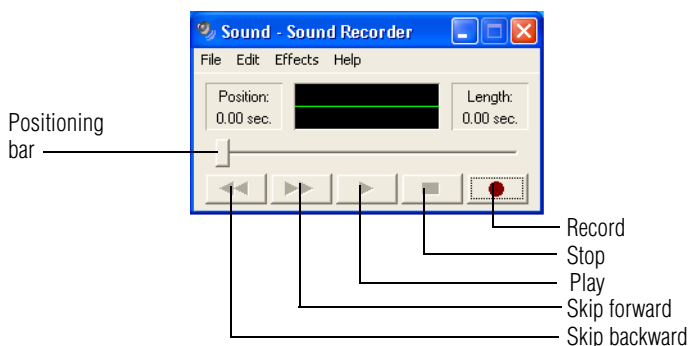 Sound - Sound Recorder
File Edit Effects Help
Position:
0.00 sec.
Length:
0.00 sec.
Positioning
bar
Record
Stop
Play
Skip forward
Skip backward